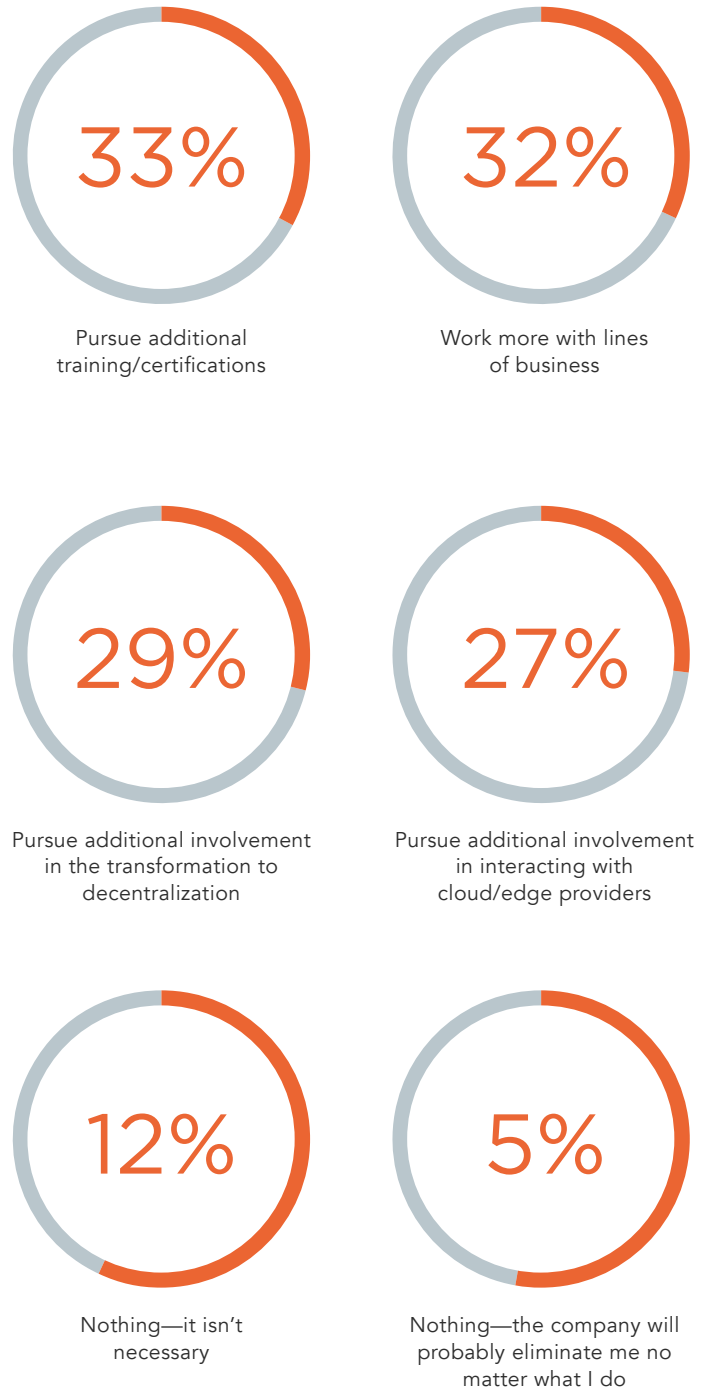 33%
Pursue additional
training/certifications
32%
Work more with lines
of business
29%
Pursue additional involvement
in the transformation to
decentralization
27%
Pursue additional involvement
in interacting with
cloud/edge providers
12%
Nothing—it isn’t
necessary
5%
Nothing—the company will
probably eliminate me no
matter what I do